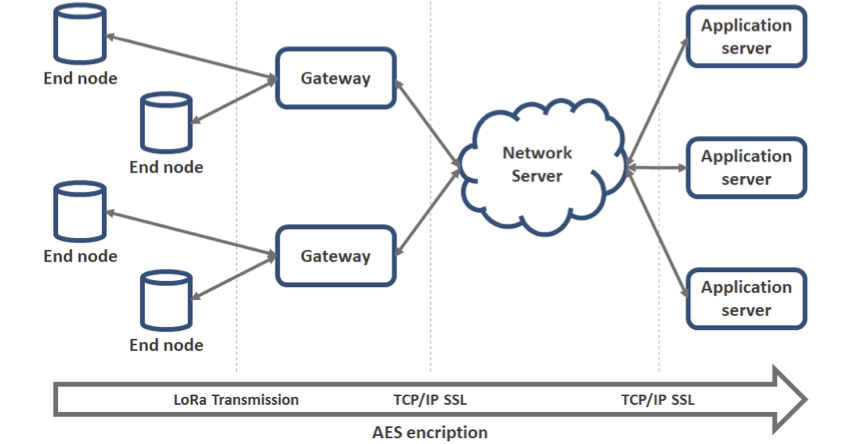 End node
End node
End node
End node
Gateway
Gateway
Network
Server
Application
server
Application
server
Application
server
LoRa Transmission
TCP/IP SSL
TCP/IP SSL
AES encription